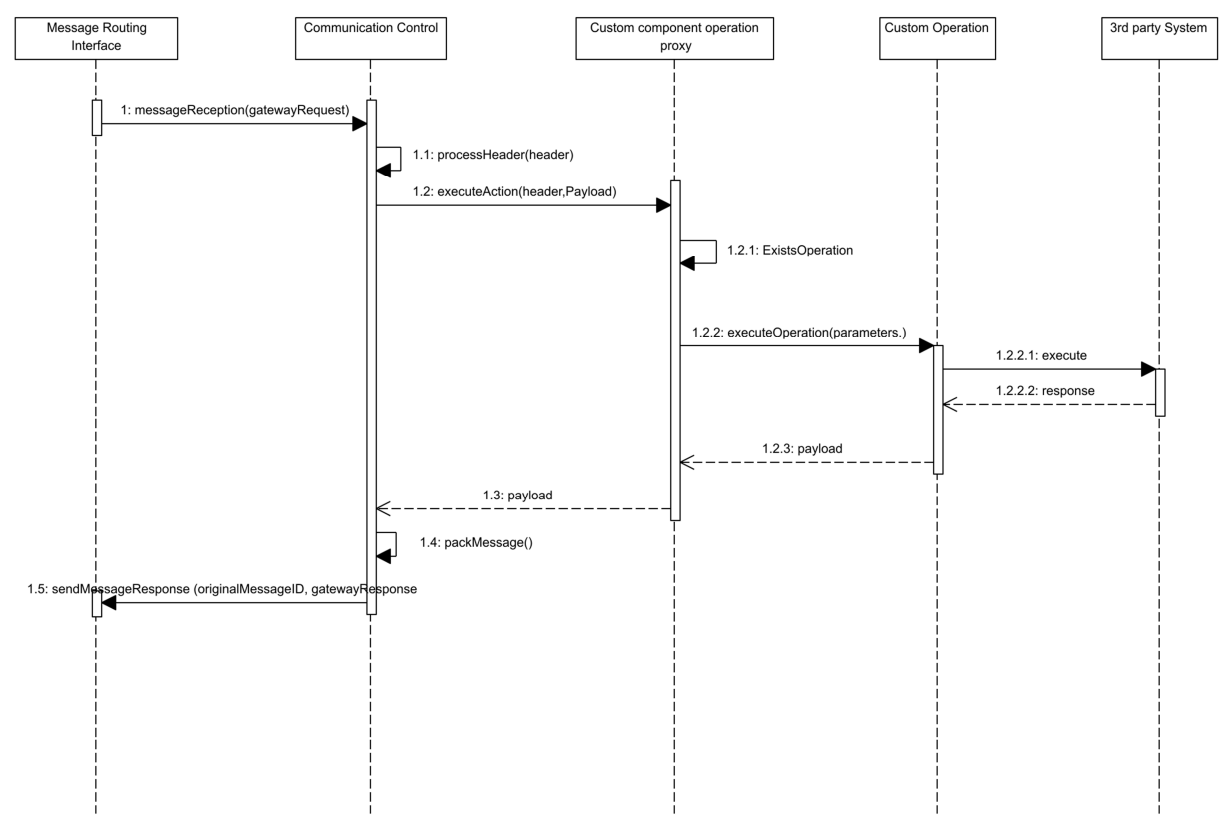 Message Routing
Interface
Communication Control
Custom component operation
proxy
Custom Operation
3rd party System
1: messageReception(gatewayRequest)
1.1: processHeader(header)
1.2: executeAction(header,Payload)
1.2.1: ExistsOperation
1.2.2: executeOperation(parameters.)
1.2.2.1: execute
1.2.2.2: response
1.2.3: payload
1.3: payload
1.4: packMessage()
1.5: sendMessageResponse (originalMessageID, gatewayResponse